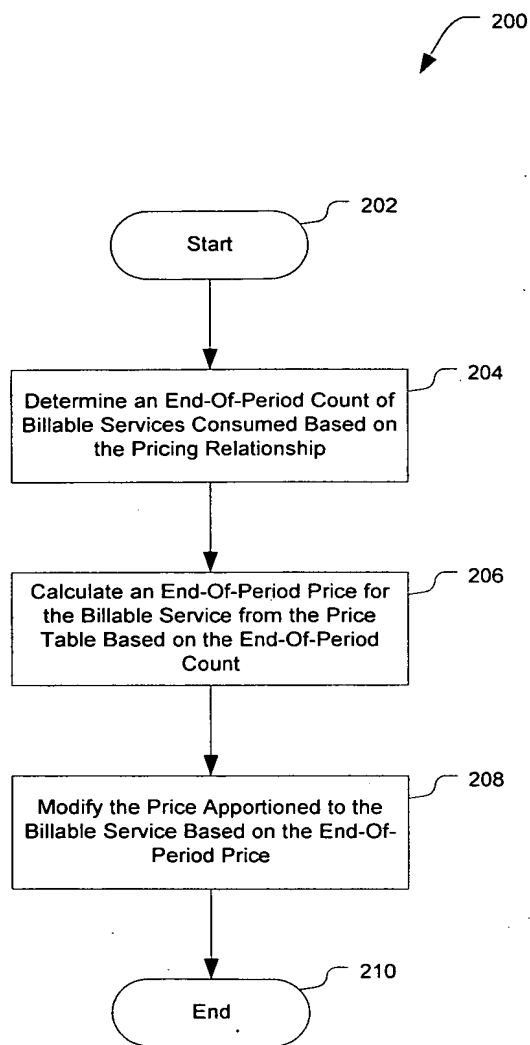 200
202
Start
204
Determine an End-Of-Period Count of
Billable Services Consumed Based on
the Pricing Relationship
206
Calculate an End-Of-Period Price for
the Billable Service from the Price
Table Based on the End-Of-Period
Count
208
Modify the Price Apportioned to the
Billable Service Based on the End-Of-
Period Price
210
End